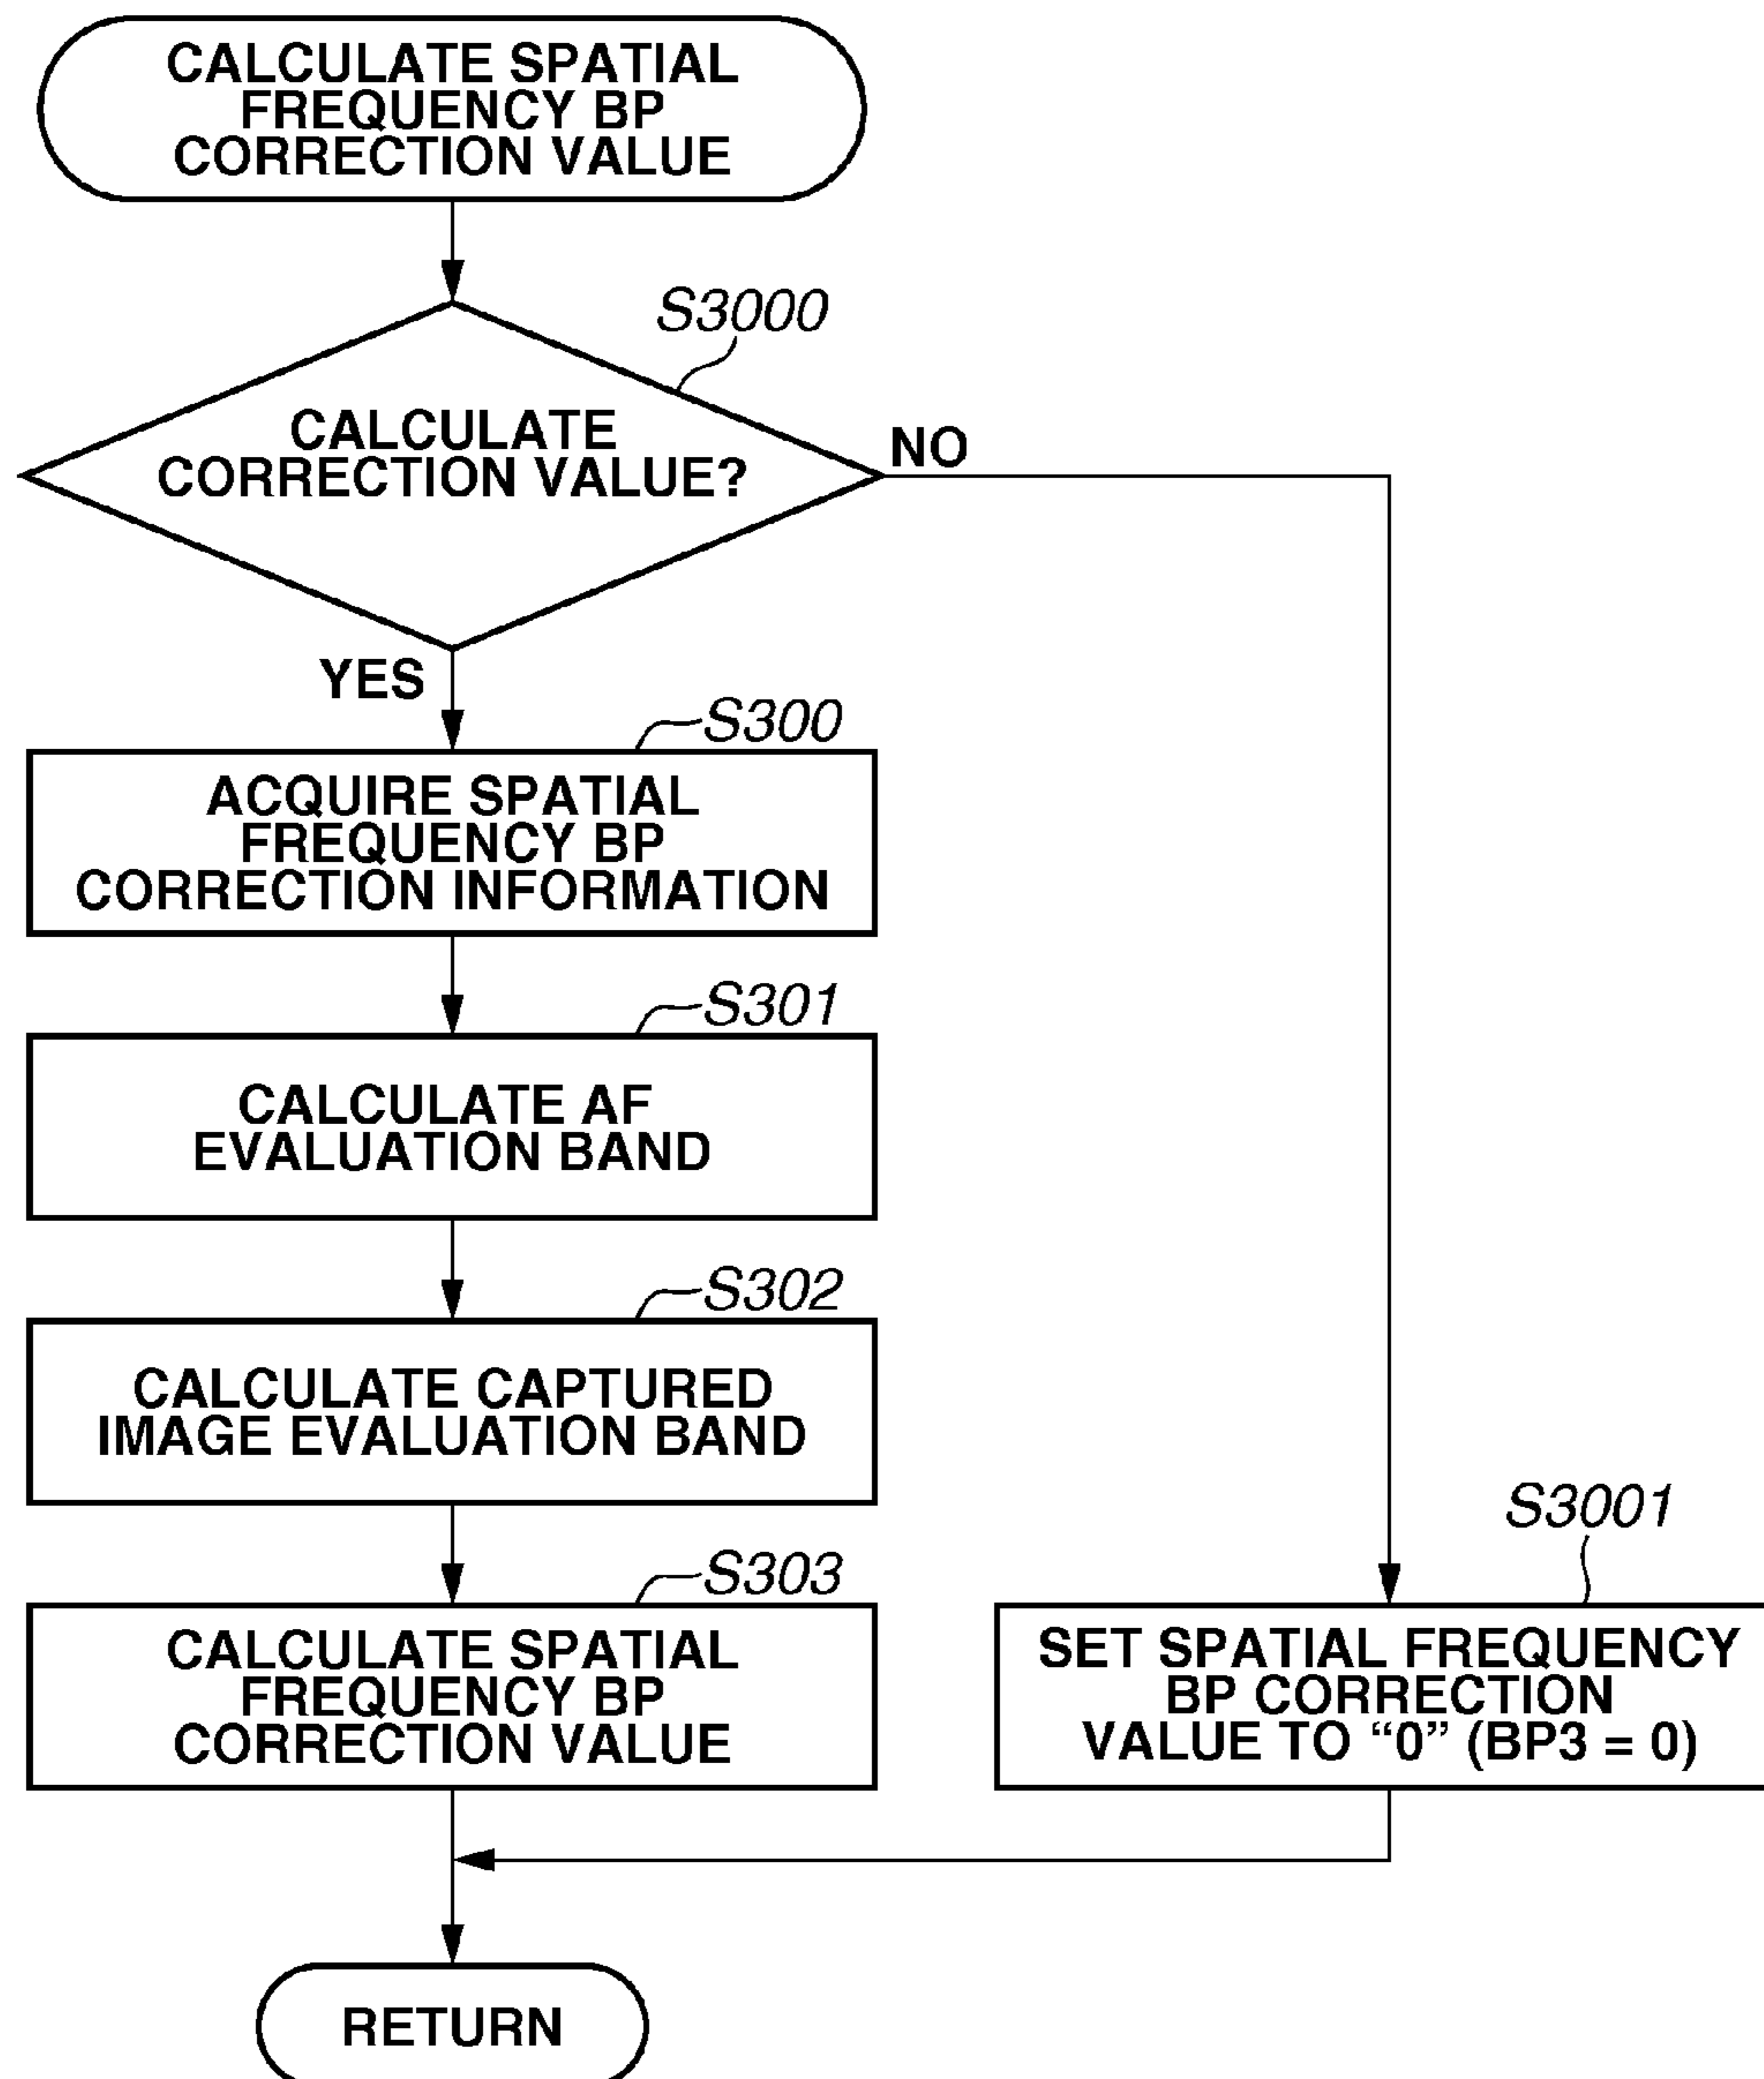 CALCULATE SPATIAL
FREQUENCY BP
CORRECTION VALUE
S3000
CALCULATE
CORRECTION VALUE?
NO
YES
S300
ACQUIRE SPATIAL
FREQUENCY BP
CORRECTION INFORMATION
S301
CALCULATE AF
EVALUATION BAND
S302
CALCULATE CAPTURED
IMAGE EVALUATION BAND
S303
CALCULATE SPATIAL
FREQUENCY BP
CORRECTION VALUE
S3001
SET SPATIAL FREQUENCY
BP CORRECTION
VALUE TO “0” (BP3 = 0)
RETURN